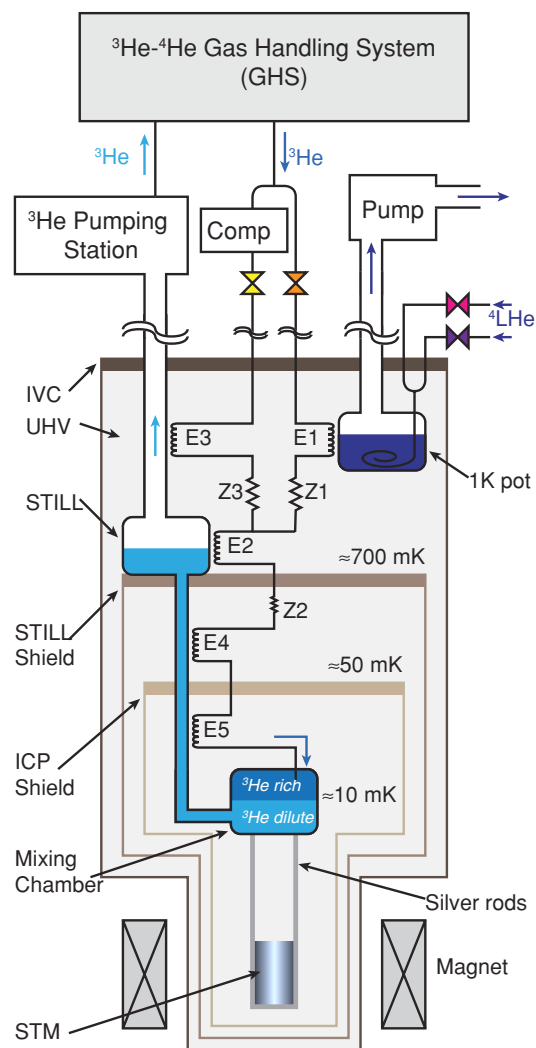 ³He-⁴He Gas Handling System
(GHS)
³He
³He
³He Pumping
Station
Comp
Pump
⁴LHe
IVC
UHV
E3
E1
1K pot
Z3
Z1
STILL
E2
≈700 mK
Z2
STILL
Shield
E4
≈50 mK
E5
ICP
Shield
³He rich
≈10 mK
³He dilute
Mixing
Chamber
Silver rods
Magnet
STM